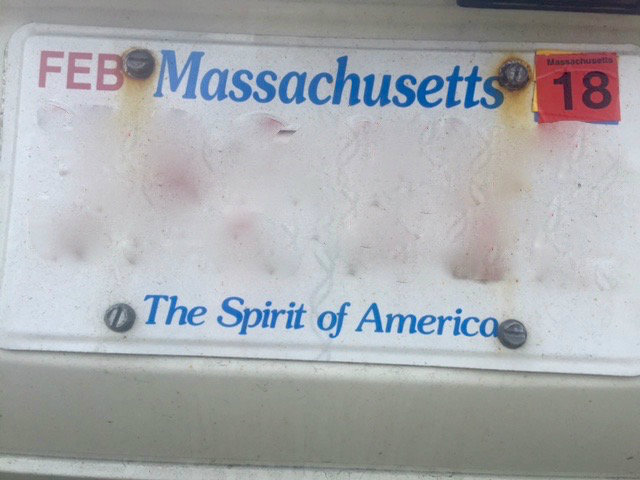 FEB Massachusetts
Massachusetts
18
The Spirit of America